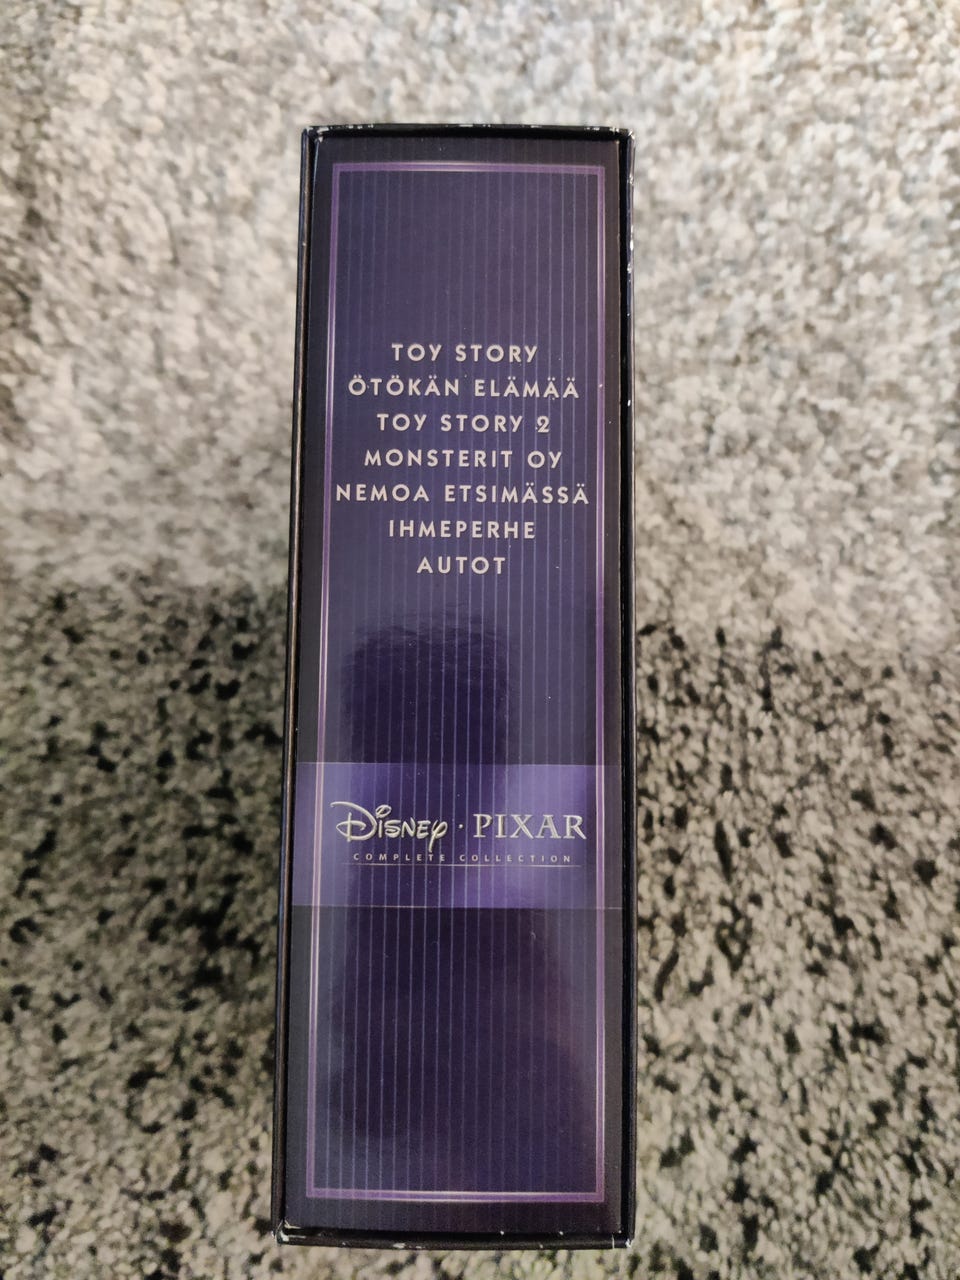 TOY STORY
ÖTÖKÄN ELÄMÄÄ
TOY STORY 2
MONSTERIT OY
NEMOA ETSIMÄSSÄ
IHMEPERHE
AUTOT
DISNEY · PIXAR
COMPLETE COLLECTION